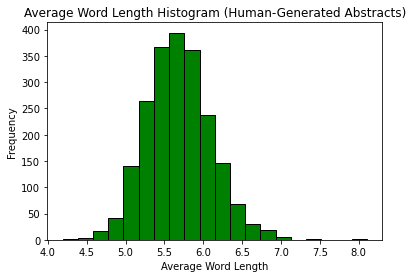 Average Word Length Histogram (Human-Generated Abstracts)
400
350
300
250
200
150
100
50
0
Frequency
4.0 4.5 5.0 5.5 6.0 6.5 7.0 7.5 8.0
Average Word Length